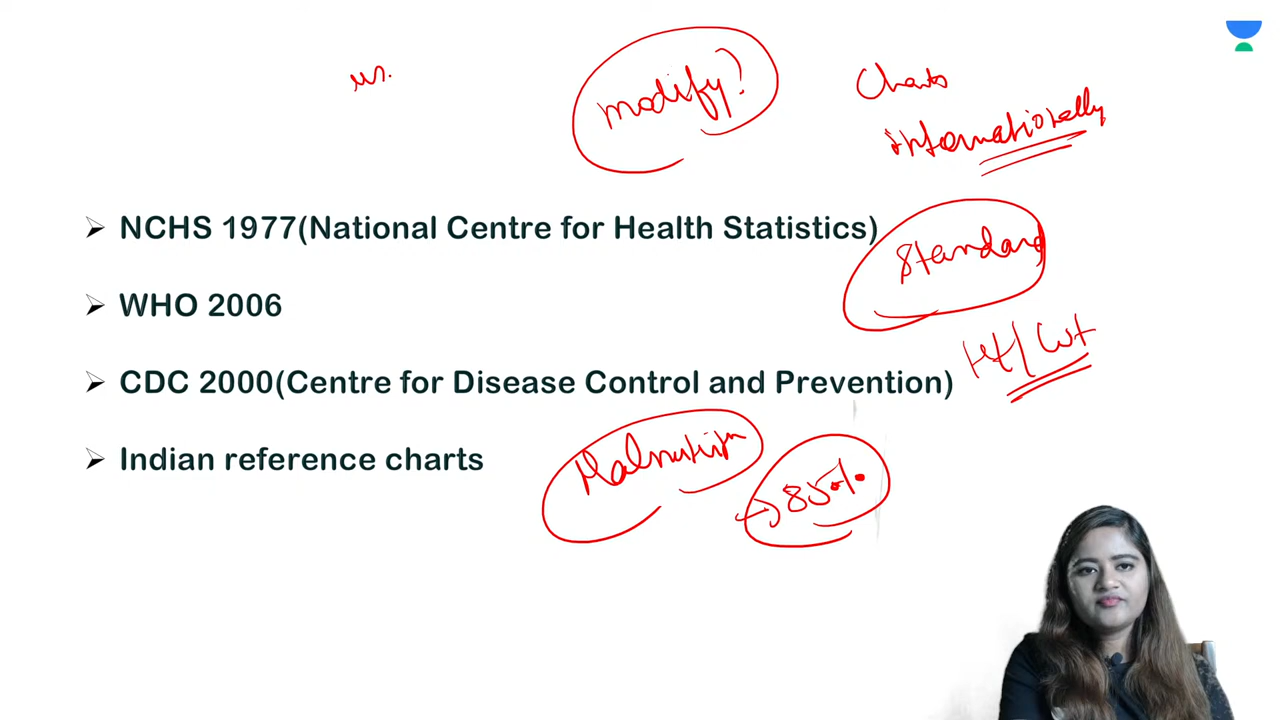 us.
modify?
Charts
internationally
➢ NCHS 1977(National Centre for Health Statistics)
Standard
➢ WHO 2006
Ht/Wt
➢ CDC 2000(Centre for Disease Control and Prevention)
➢ Indian reference charts
Malnutrition
→ 85%